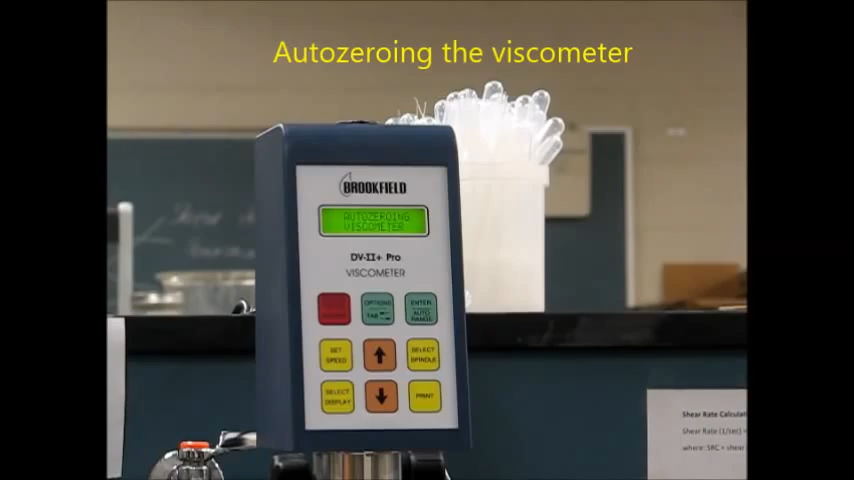 Autozeroing the viscometer
BROOKFIELD
AUTOZEROING
VISCOMETER
DV-II+ Pro
VISCOMETER
OPTIONS
TAB
ENTER
AUTO
RANGE
SET
SPEED
SELECT
SPINDLE
SELECT
DISPLAY
PRINT
Shear Rate Calculat
Shear Rate (1/sec) =
where: SRC = shear